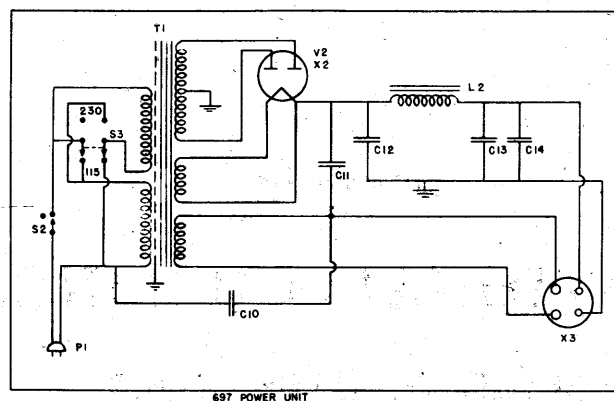 T1
V2
X2
L2
230
S3
C12
C13
C14
C11
115
S2
C10
X3
P1
697 POWER UNIT